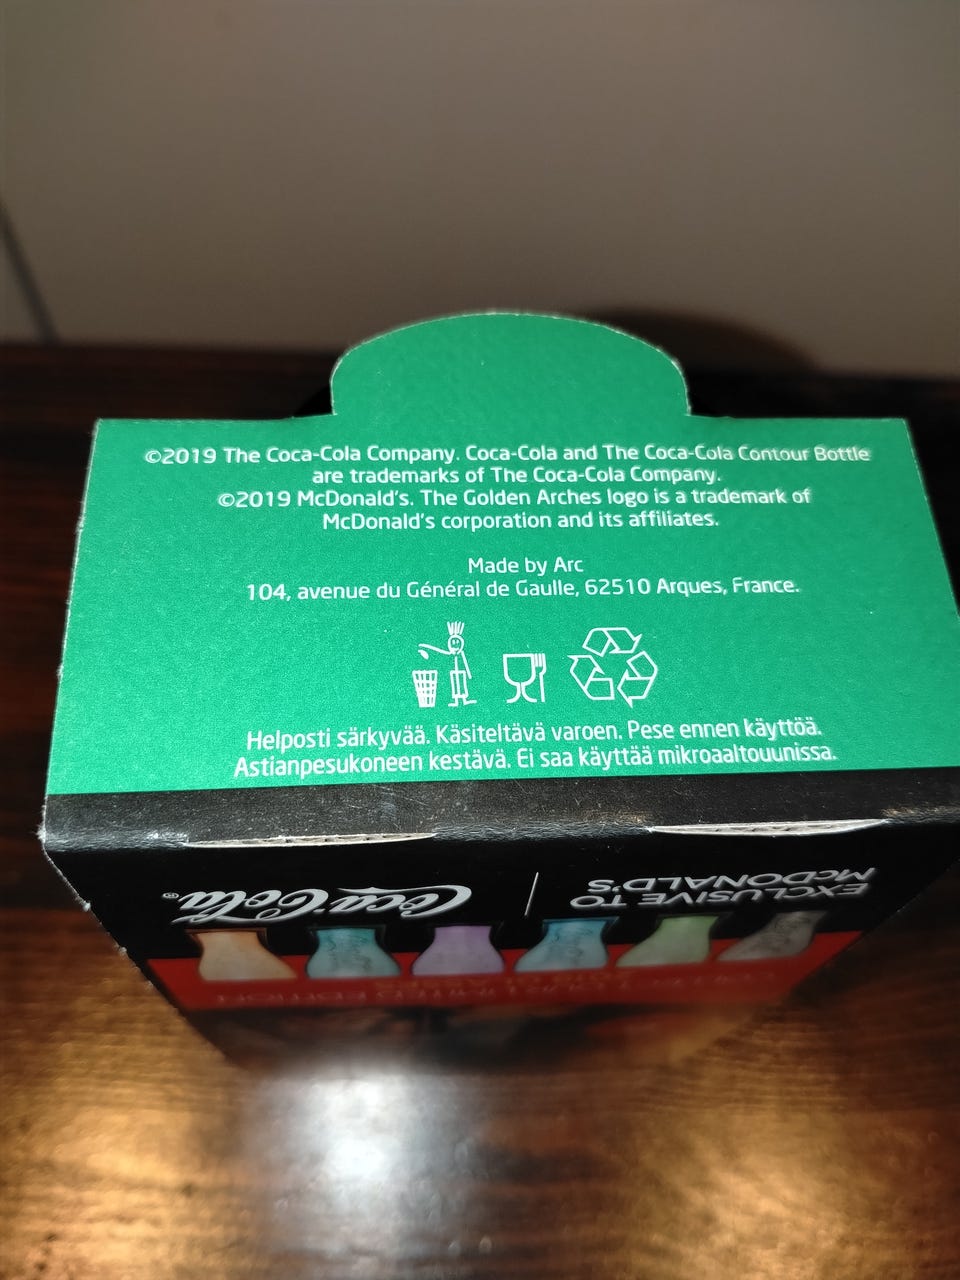 ©2019 The Coca-Cola Company. Coca-Cola and The Coca-Cola Contour Bottle
are trademarks of The Coca-Cola Company.
©2019 McDonald's. The Golden Arches logo is a trademark of
McDonald's corporation and its affiliates.
Made by Arc
104, avenue du Général de Gaulle, 62510 Arques, France.
Helposti särkyvää. Käsiteltävä varoen. Pese ennen käyttöä.
Astianpesukoneen kestävä. Ei saa käyttää mikroaaltouunissa.
EXCLUSIVE TO
McDONALD'S
Coca-Cola®
LIMITED EDITION